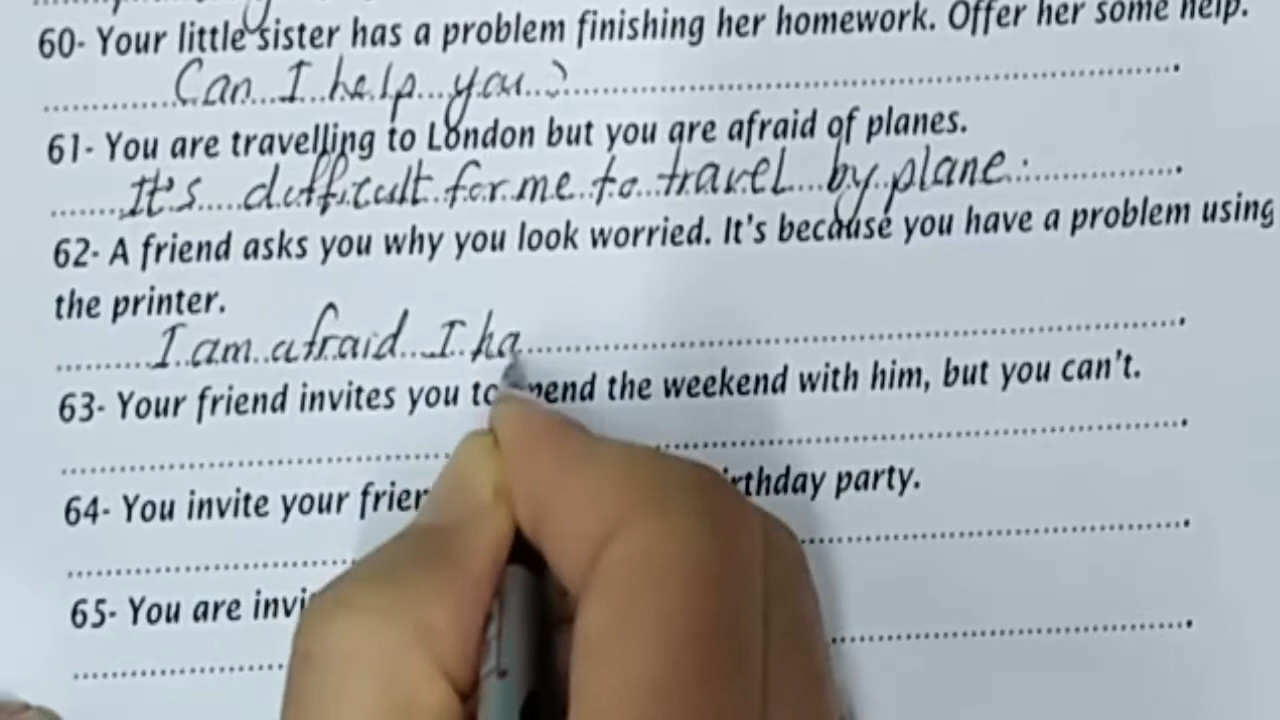 60- Your little sister has a problem finishing her homework. Offer her some help.
Can I help you?
61- You are travelling to London but you are afraid of planes.
It's difficult for me to travel by plane.
62- A friend asks you why you look worried. It's because you have a problem using
the printer.
I am afraid I ha
63- Your friend invites you to spend the weekend with him, but you can't.
64- You invite your party.
65- You are